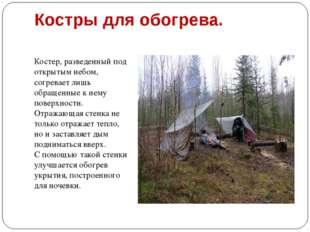 Костры для обогрева.
Костер, разведенный под
открытым небом,
согревает лишь
обращенные к нему
поверхности.
Отражающая стенка не
только отражает тепло,
но и заставляет дым
подниматься вверх.
С помощью такой стенки
улучшается обогрев
укрытия, построенного
для ночевки.